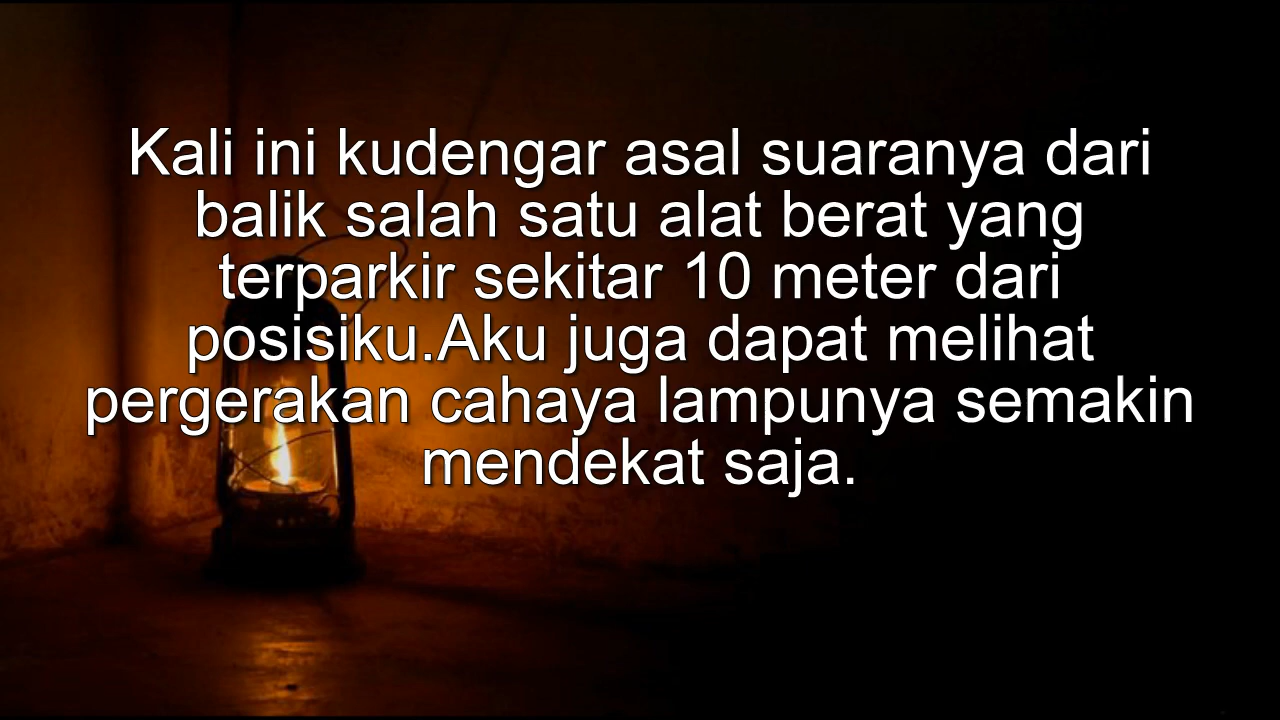 Kali ini kudengar asal suaranya dari
balik salah satu alat berat yang
terparkir sekitar 10 meter dari
posisiku.Aku juga dapat melihat
pergerakan cahaya lampunya semakin
mendekat saja.